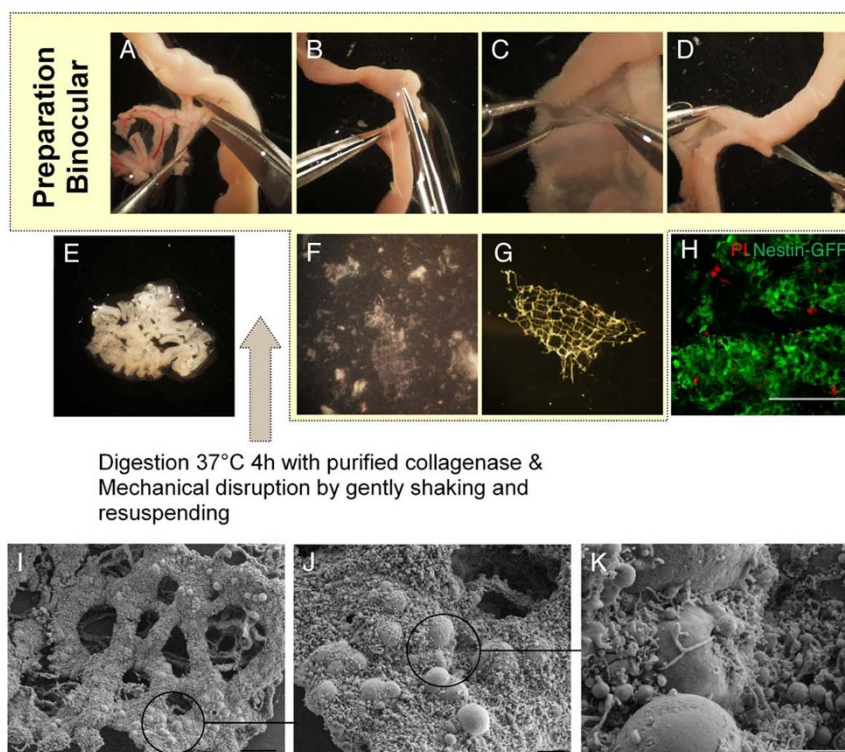 Preparation
Binocular
A
B
C
D
E
F
G
H
PI Nestin-GFP
Digestion 37°C 4h with purified collagenase &
Mechanical disruption by gently shaking and
resuspending
I
J
K